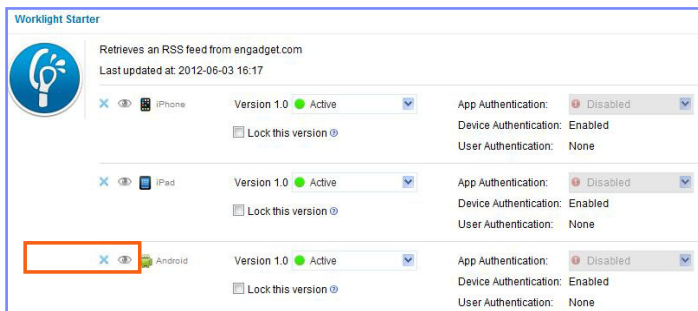 Worklight Starter
Retrieves an RSS feed from engadget.com
Last updated at: 2012-06-03 16:17
iPhone Version 1.0 Active App Authentication: Disabled
Lock this version Device Authentication: Enabled
User Authentication: None
iPad Version 1.0 Active App Authentication: Disabled
Lock this version Device Authentication: Enabled
User Authentication: None
Android Version 1.0 Active App Authentication: Disabled
Lock this version Device Authentication: Enabled
User Authentication: None